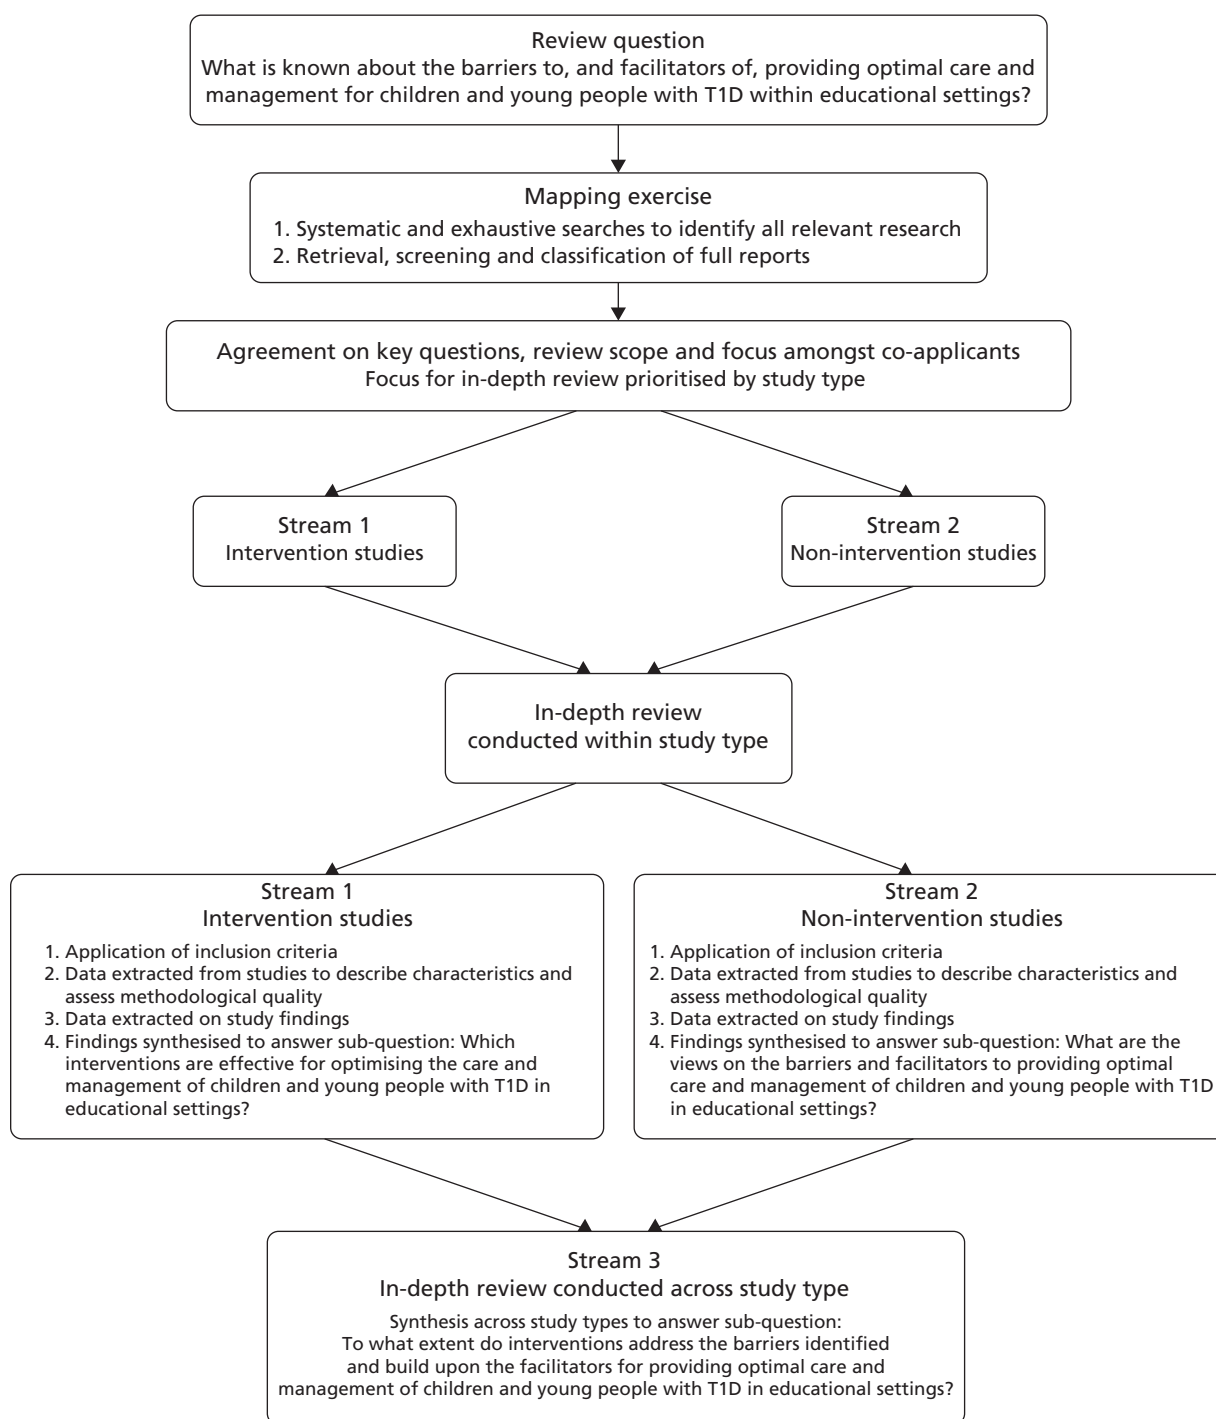 Review question
What is known about the barriers to, and facilitators of, providing optimal care and
management for children and young people with T1D within educational settings?
Mapping exercise
1. Systematic and exhaustive searches to identify all relevant research
2. Retrieval, screening and classification of full reports
Agreement on key questions, review scope and focus amongst co-applicants
Focus for in-depth review prioritised by study type
Stream 1
Intervention studies
Stream 2
Non-intervention studies
In-depth review
conducted within study type
Stream 1
Intervention studies
1. Application of inclusion criteria
2. Data extracted from studies to describe characteristics and
assess methodological quality
3. Data extracted on study findings
4. Findings synthesised to answer sub-question: Which
interventions are effective for optimising the care and
management of children and young people with T1D in
educational settings?
Stream 2
Non-intervention studies
1. Application of inclusion criteria
2. Data extracted from studies to describe characteristics and
assess methodological quality
3. Data extracted on study findings
4. Findings synthesised to answer sub-question: What are the
views on the barriers and facilitators to providing optimal
care and management of children and young people with T1D
in educational settings?
Stream 3
In-depth review conducted across study type
Synthesis across study types to answer sub-question:
To what extent do interventions address the barriers identified
and build upon the facilitators for providing optimal care and
management of children and young people with T1D in educational settings?